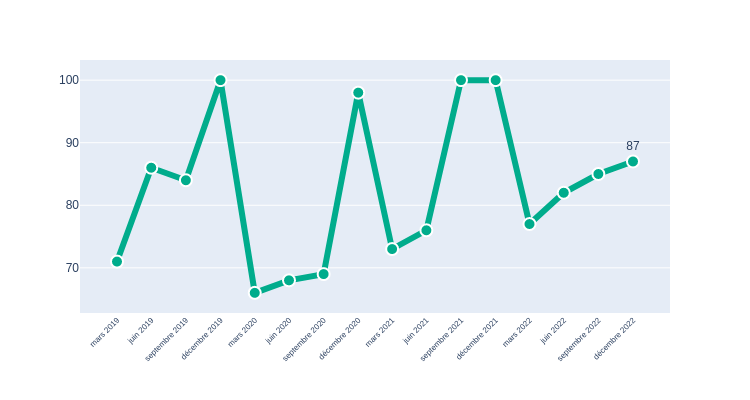 100
90
80
70
87
mars 2019
juin 2019
septembre 2019
décembre 2019
mars 2020
juin 2020
septembre 2020
décembre 2020
mars 2021
juin 2021
septembre 2021
décembre 2021
mars 2022
juin 2022
septembre 2022
décembre 2022